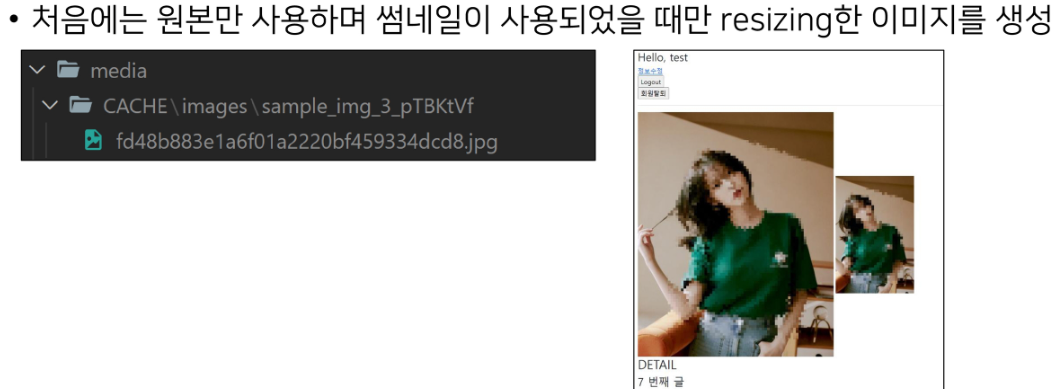 • 처음에는 원본만 사용하며 썸네일이 사용되었을 때만 resizing한 이미지를 생성
media
CACHE\images\sample_img_3_pTBKtVf
fd48b883e1a6f01a2220bf459334dcd8.jpg
Hello, test
정보수정
Logout
회원탈퇴
DETAIL
7 번째 글